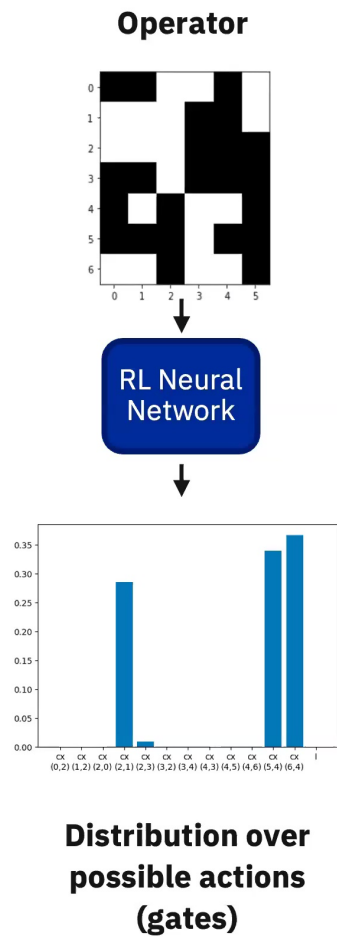 Operator
0
1
2
3
4
5
6
0 1 2 3 4 5
RL Neural
Network
0.35
0.30
0.25
0.20
0.15
0.10
0.05
0.00
cx cx cx cx cx cx cx cx cx cx cx cx I
(0,2) (1,2) (2,0) (2,1) (2,3) (3,2) (3,4) (4,3) (4,5) (4,6) (5,4) (6,4)
Distribution over
possible actions
(gates)